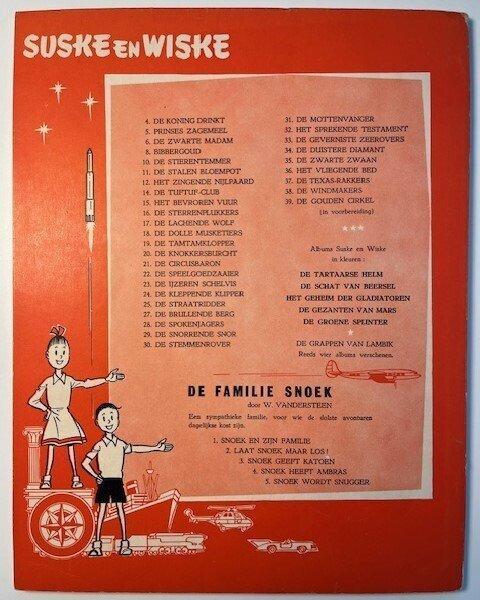 SUSKE EN WISKE
4. DE KONING DRINKT
5. PRINSES ZAGEMEEL
6. DE ZWARTE MADAM
8. BIBBERGOUD
10. DE STIERENTEMMER
11. DE STALEN BLOEMPOT
12. HET ZINGENDE NIJLPAARD
14. DE TUFTUF-CLUB
15. HET BEVROREN VUUR
16. DE STERRENPLUKKERS
17. DE LACHENDE WOLF
18. DE DOLLE MUSKETIERS
19. DE TAMTAMKLOPPER
20. DE KNOKKERSBURCHT
21. DE CIRCUSBARON
22. DE SPEELGOEDZAAIER
23. DE IJZEREN SCHELVIS
24. DE KLEPPENDE KLIPPER
25. DE STRAATRIDDER
27. DE BRULLENDE BERG
28. DE SPOKENJAGERS
29. DE SNORRENDE SNOR
30. DE STEMMENROVER
31. DE MOTTENVANGER
32. HET SPREKENDE TESTAMENT
33. DE GEVERNISTE ZEEROVERS
34. DE DUISTERE DIAMANT
35. DE ZWARTE ZWAAN
36. HET VLIEGENDE BED
37. DE TEXAS-RAKKERS
38. DE WINDMAKERS
39. DE GOUDEN CIRKEL
(in voorbereiding)
Albums Suske en Wiske
in kleuren :
DE TARTAARSE HELM
DE SCHAT VAN BEERSEL
HET GEHEIM DER GLADIATOREN
DE GEZANTEN VAN MARS
DE GROENE SPLINTER
DE GRAPPEN VAN LAMBIK
Reeds vier albums verschenen.
DE FAMILIE SNOEK
door W. VANDERSTEEN
Een sympathieke familie, voor wie de dolste avonturen
dagelijkse kost zijn.
1. SNOEK EN ZIJN FAMILIE
2. LAAT SNOEK MAAR LOS!
3. SNOEK GEEFT KATOEN
4. SNOEK HEEFT AMBRAS
5. SNOEK WORDT SNUGGER